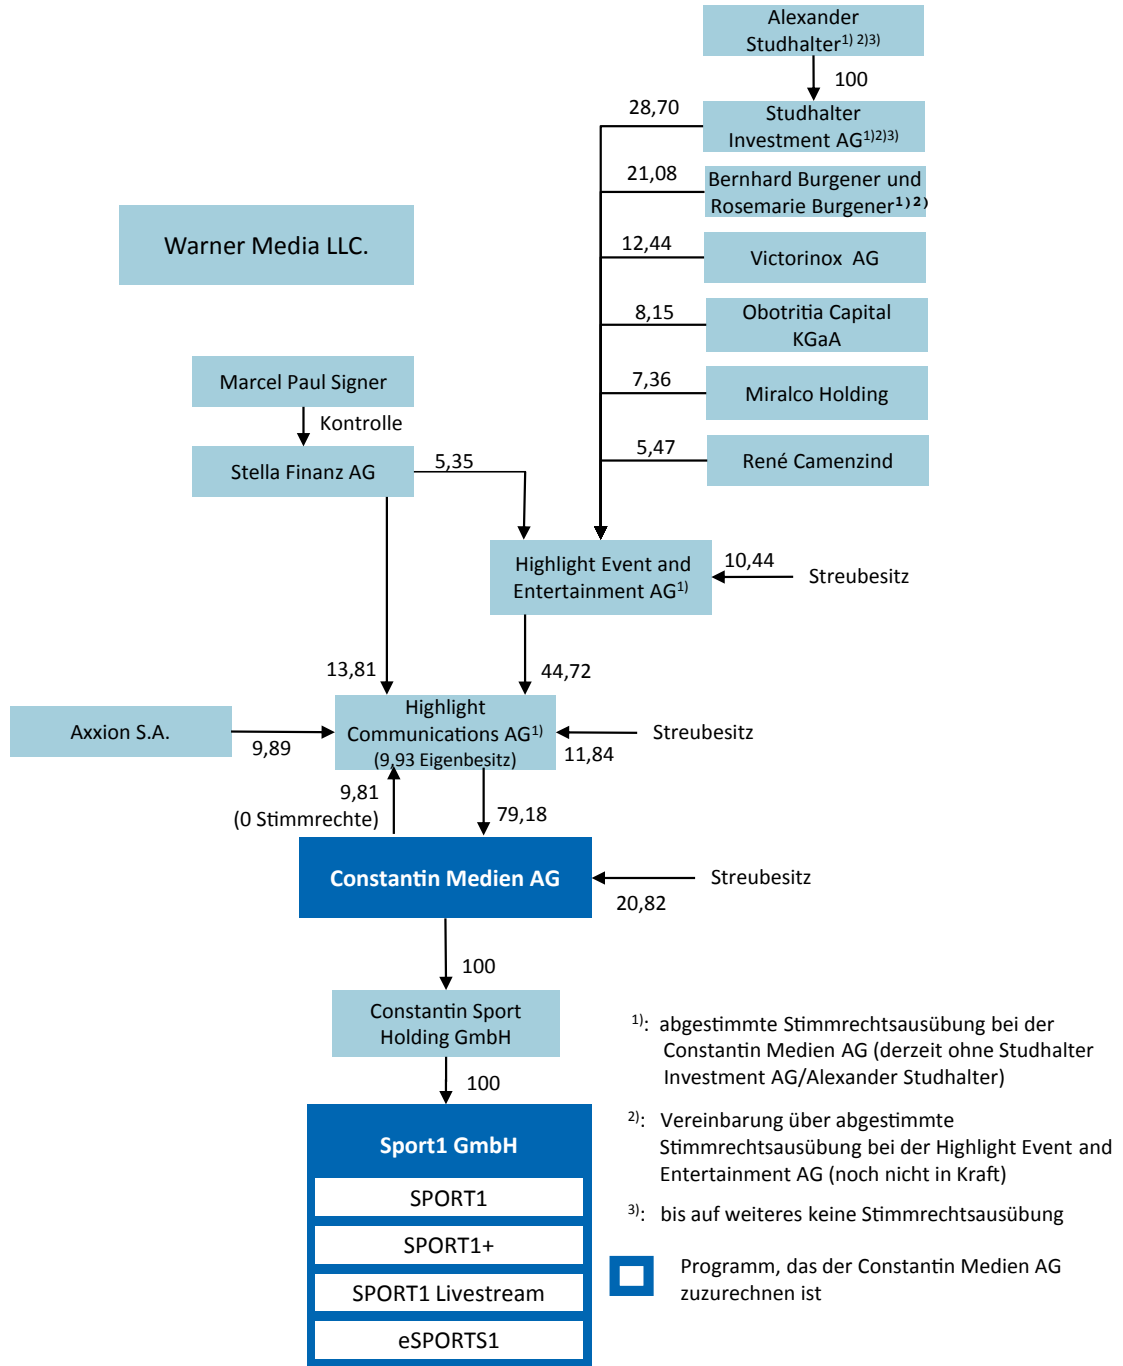 Alexander
Studhalter1) 2)3)
100
28,70
Studhalter
Investment AG1)2)3)
21,08
Bernhard Burgener und
Rosemarie Burgener1)2)
Warner Media LLC.
12,44
Victorinox AG
8,15
Obotritia Capital
KGaA
Marcel Paul Signer
7,36
Miralco Holding
Kontrolle
Stella Finanz AG
5,35
5,47
René Camenzind
Highlight Event and
Entertainment AG1)
10,44
Streubesitz
13,81
44,72
Axxion S.A.
9,89
Highlight
Communications AG1)
(9,93 Eigenbesitz)
11,84
Streubesitz
9,81
(0 Stimmrechte)
79,18
Constantin Medien AG
20,82
Streubesitz
100
Constantin Sport
Holding GmbH
100
Sport1 GmbH
SPORT1
SPORT1+
SPORT1 Livestream
eSPORTS1
1): abgestimmte Stimmrechtsausübung bei der
Constantin Medien AG (derzeit ohne Studhalter
Investment AG/Alexander Studhalter)
2): Vereinbarung über abgestimmte
Stimmrechtsausübung bei der Highlight Event and
Entertainment AG (noch nicht in Kraft)
3): bis auf weiteres keine Stimmrechtsausübung
Programm, das der Constantin Medien AG
zuzurechnen ist